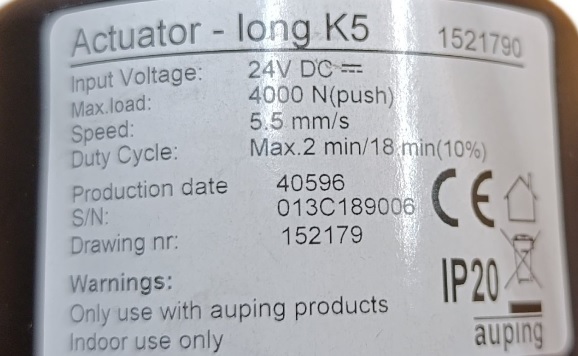 Actuator - long K5 1521790
Input Voltage: 24V DC ⎓
Max.load: 4000 N(push)
Speed: 5.5 mm/s
Duty Cycle: Max.2 min/18 min(10%)
Production date 40596
S/N: 013C189006
Drawing nr: 152179
CE
Warnings:
IP20
Only use with auping products
Indoor use only
auping